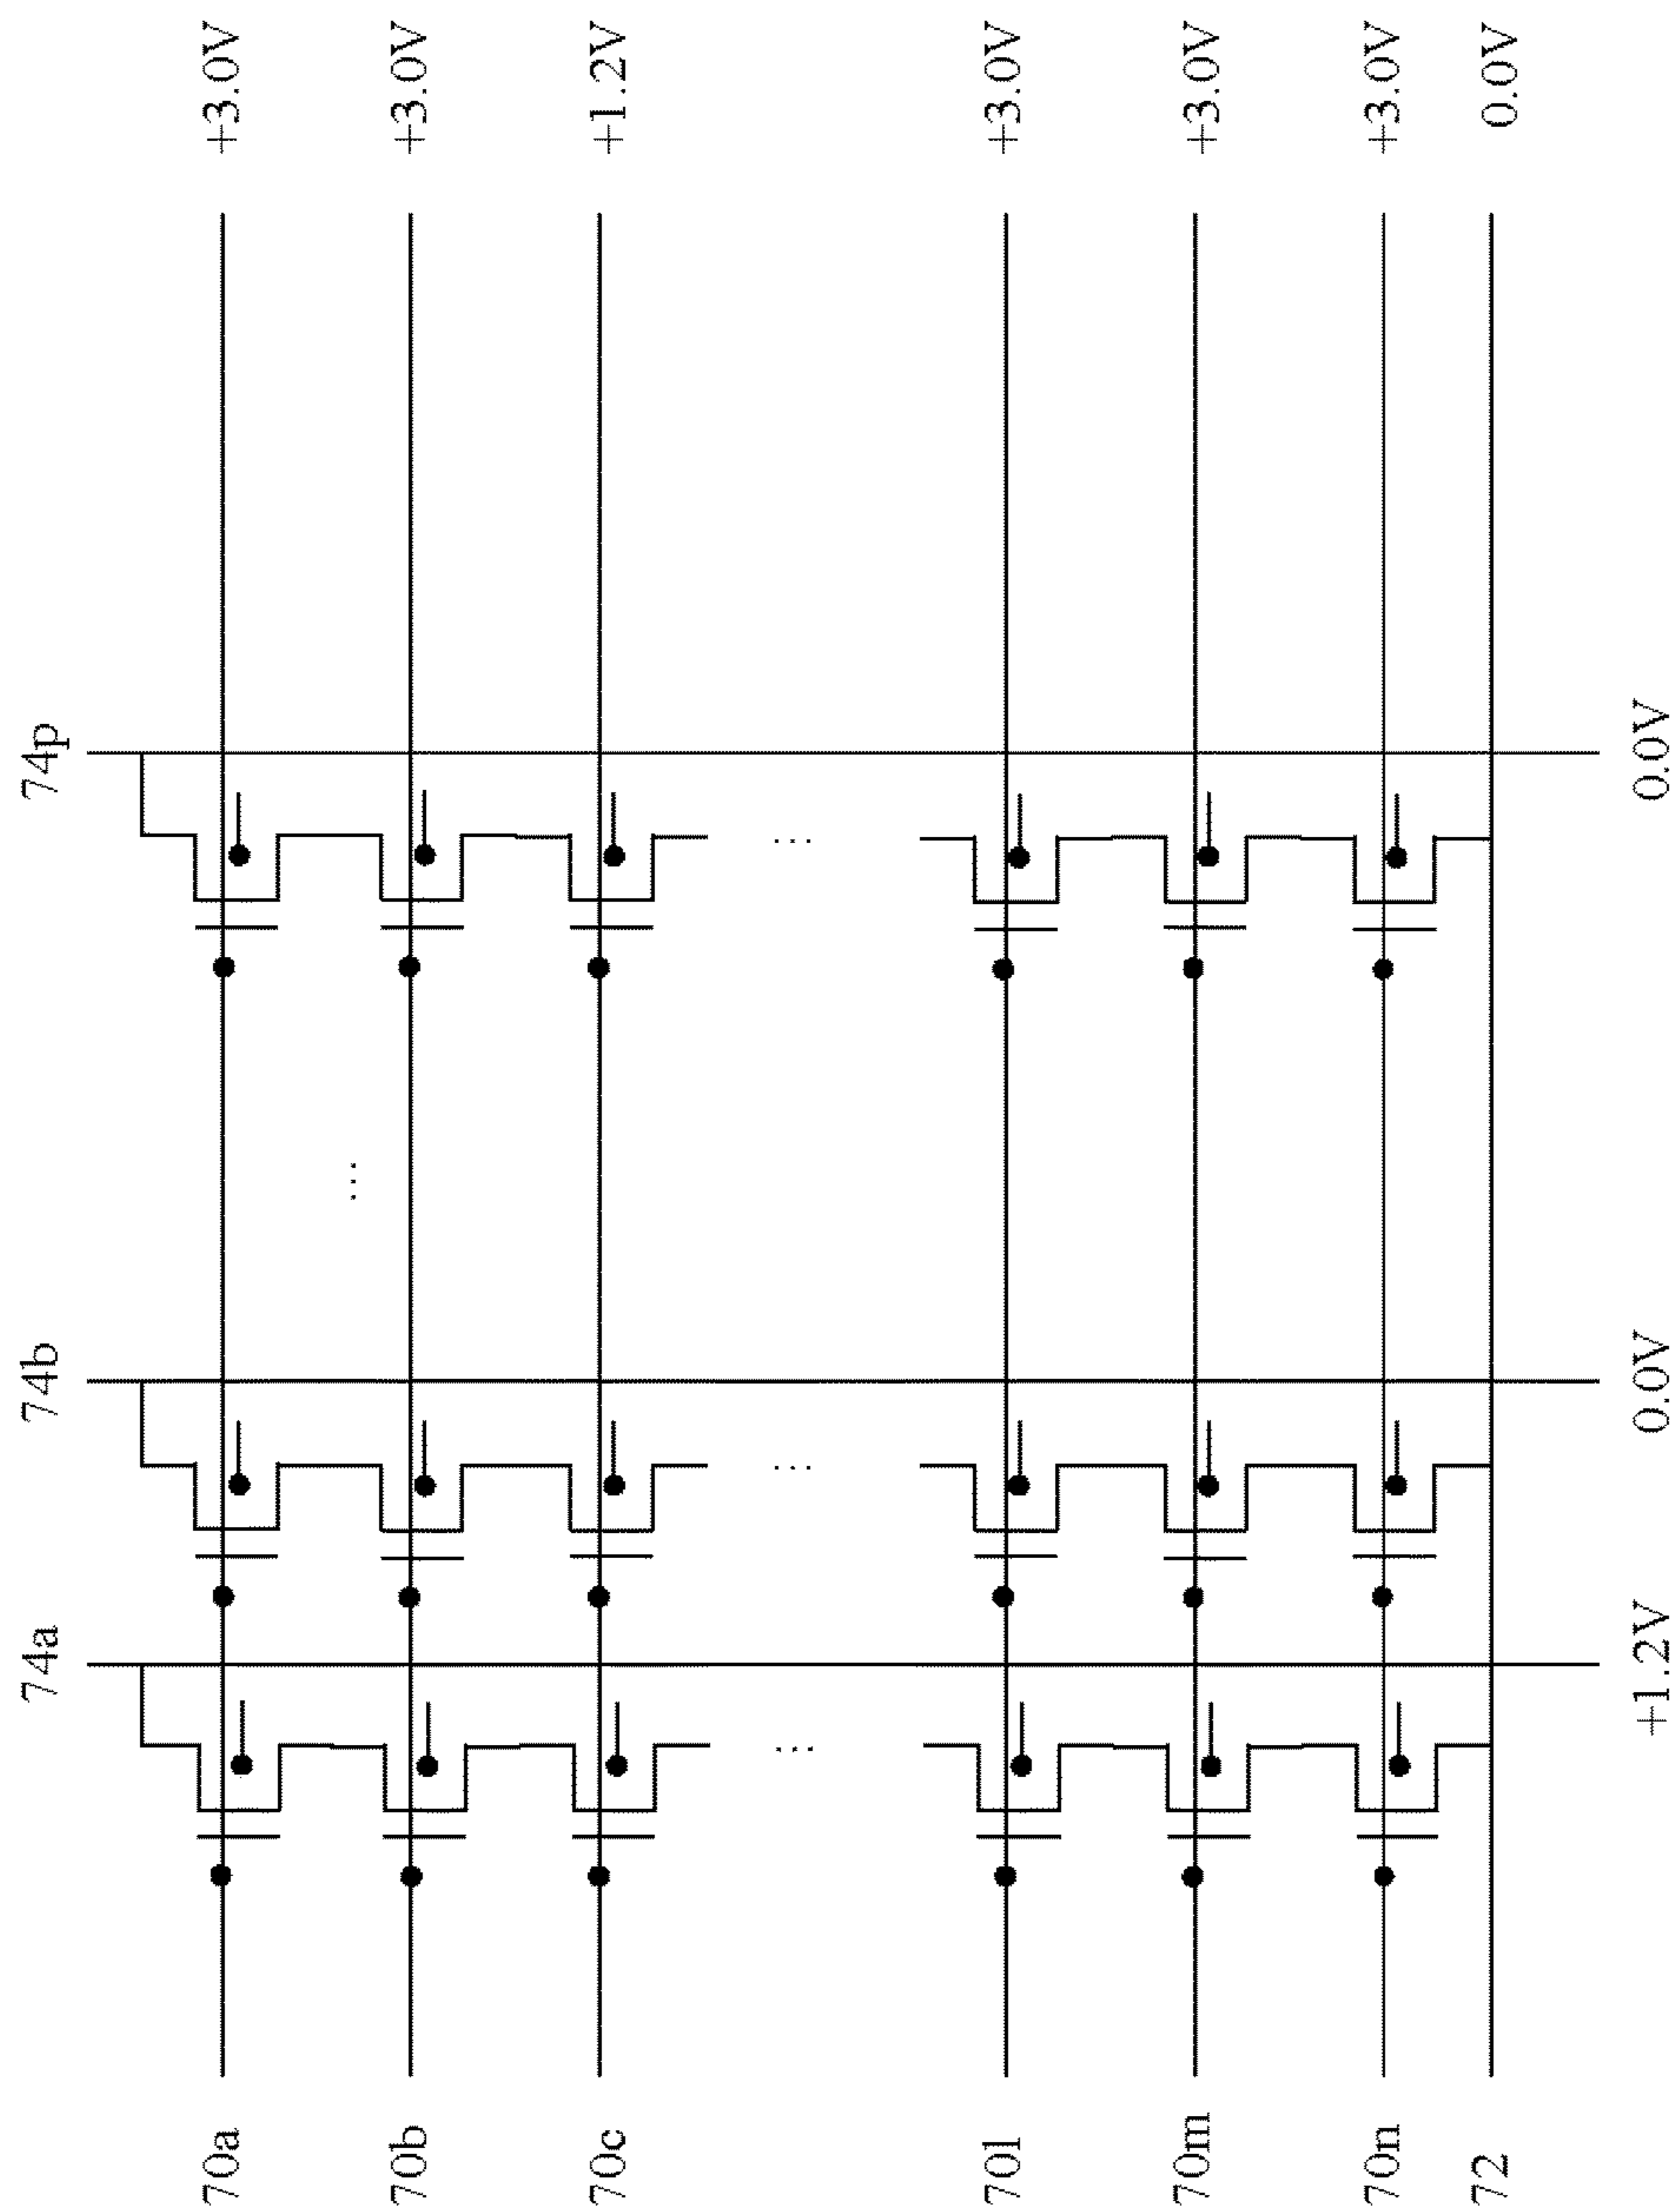 74a 74b 74p
70a +3.0V
70b +3.0V
70c +1.2V
70l +3.0V
70m +3.0V
70n +3.0V
72 0.0V
+1.2V 0.0V 0.0V